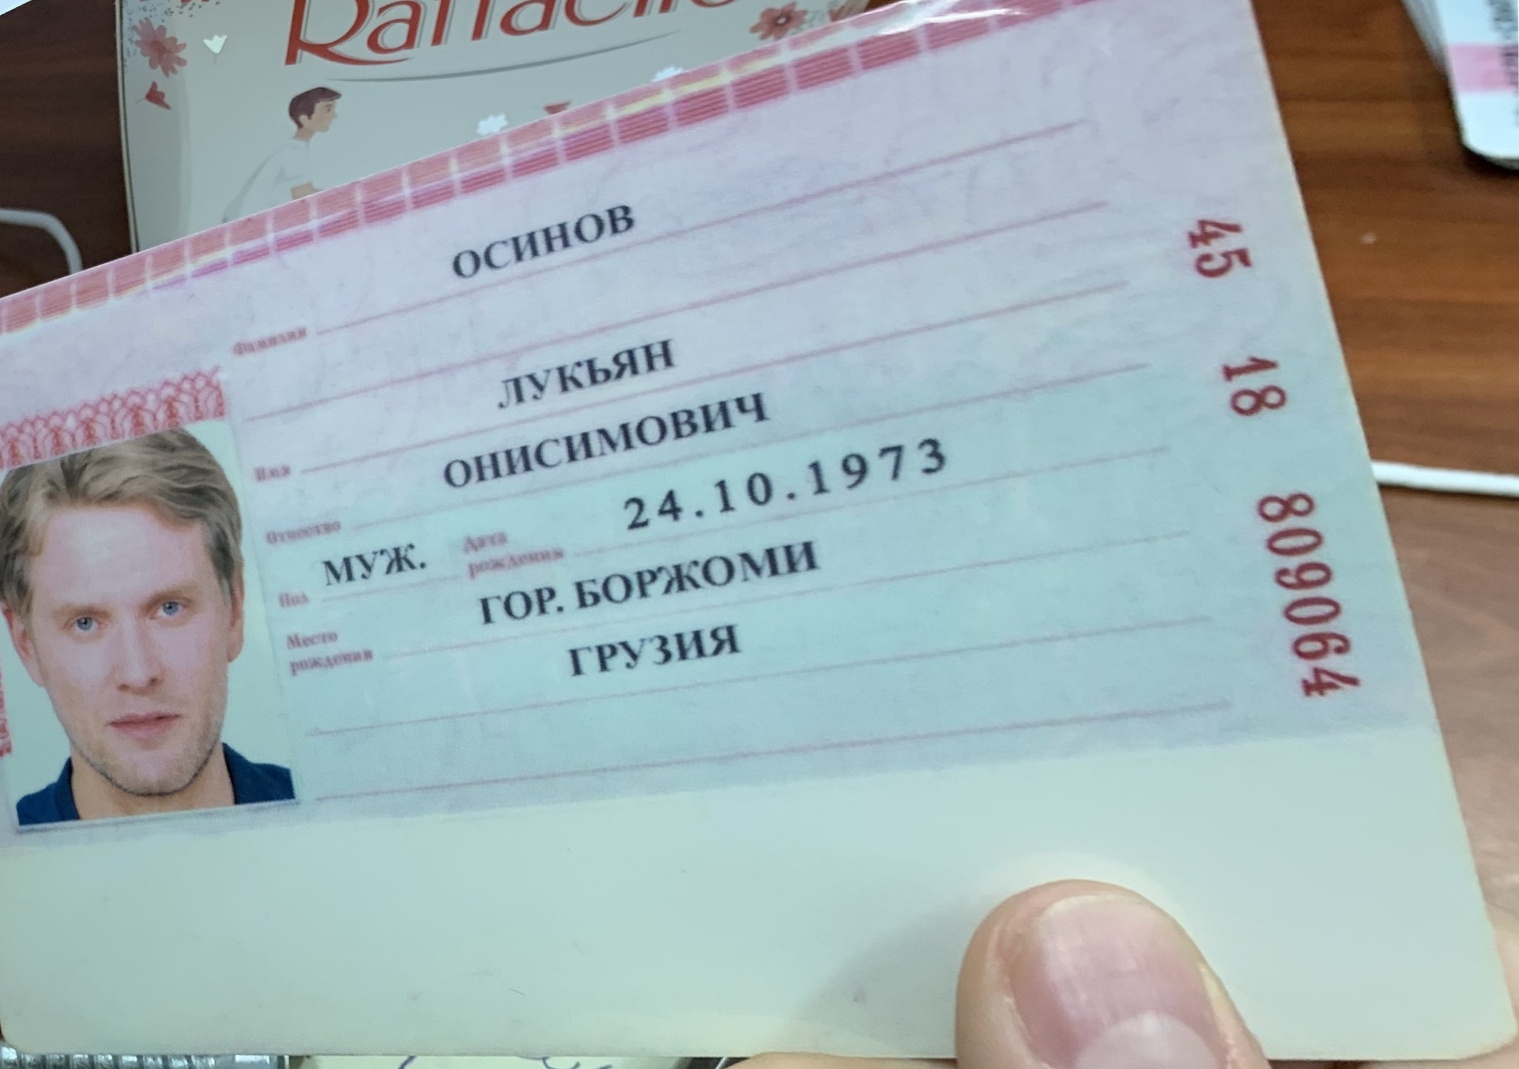 Raffaello
ОСИНОВ
Фамилия
ЛУКЬЯН
Имя
ОНИСИМОВИЧ
Отчество
МУЖ.
Пол
Дата
рождения
24.10.1973
Место
рождения
ГОР. БОРЖОМИ
ГРУЗИЯ
45 18 809064